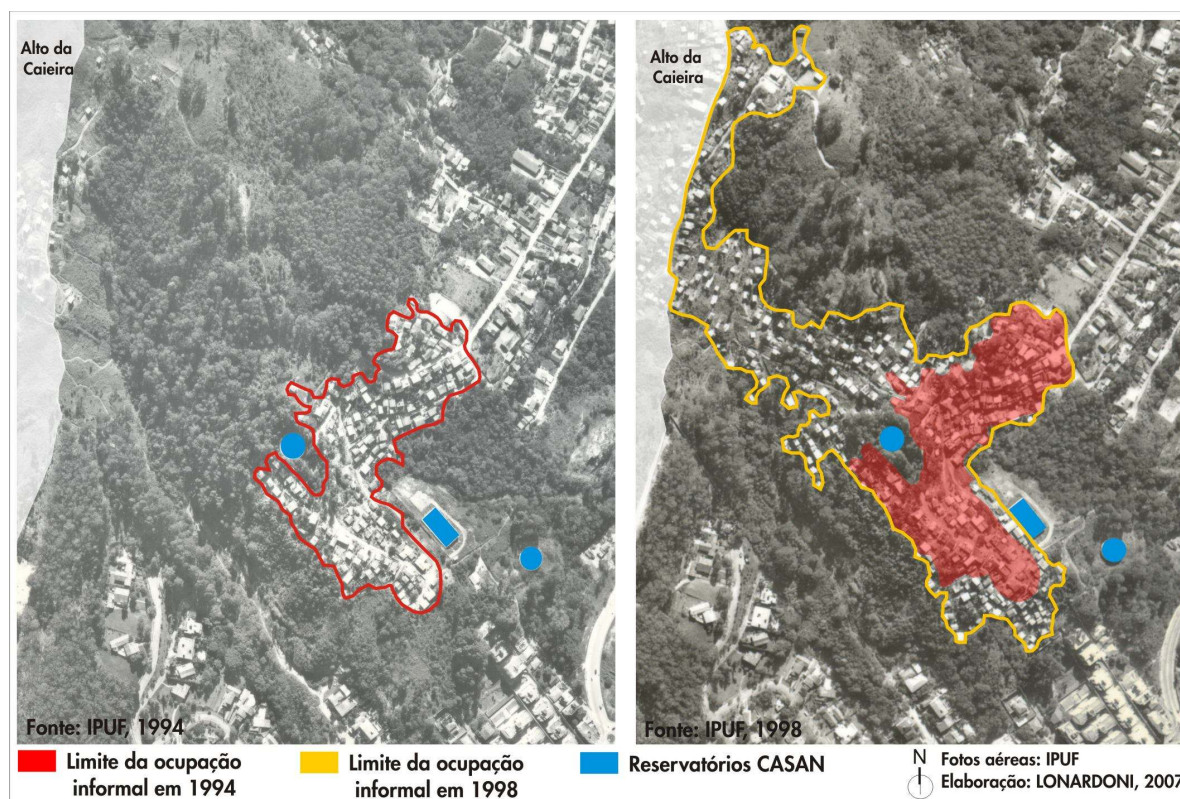 Alto da
Caieira
Fonte: IPUF, 1994
Alto da
Caieira
Fonte: IPUF, 1998
Limite da ocupação
informal em 1994
Limite da ocupação
informal em 1998
Reservatórios CASAN
N
Fotos aéreas: IPUF
Elaboração: LONARDONI, 2007